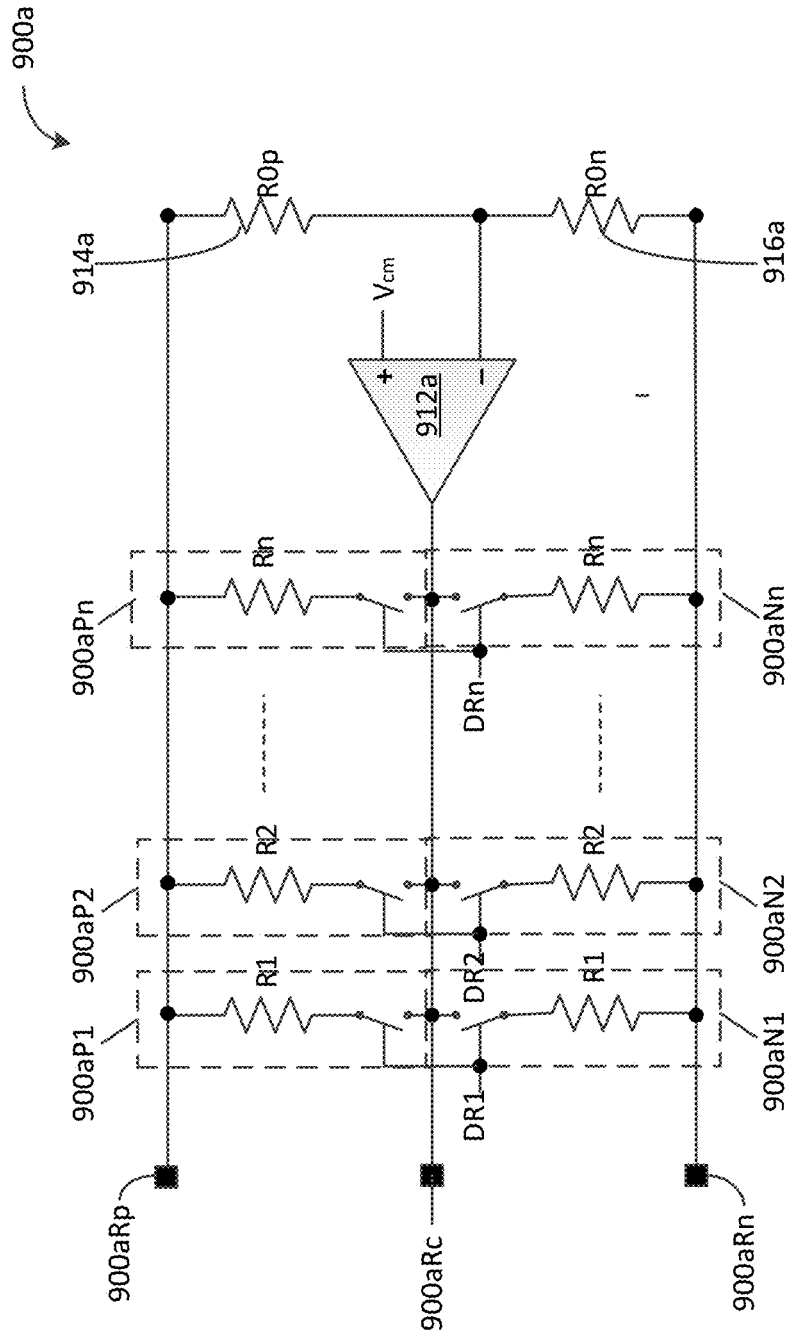 900a
900aP1
900aP2
900aPn
914a
900aRp
R1
R2
Rn
R0p
Vcm
+
912a
−
900aRc
DR1
DR2
DRn
R1
R2
Rn
R0n
900aRn
900aN1
900aN2
900aNn
916a